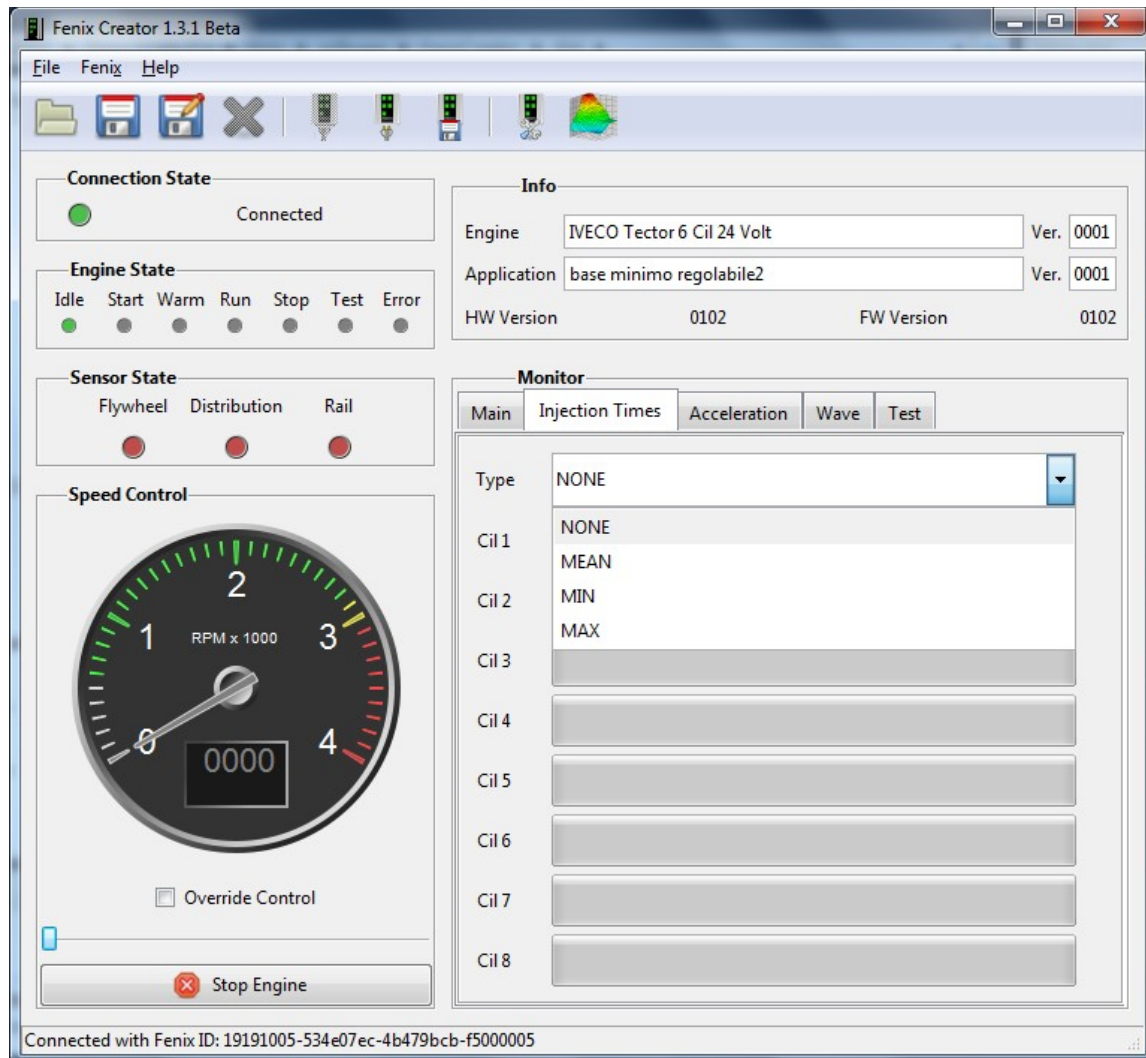 Fenix Creator 1.3.1 Beta
File Fenix Help
Connection State
Connected
Engine State
Idle Start Warm Run Stop Test Error
Sensor State
Flywheel Distribution Rail
Speed Control
0 1 2 3 4
RPM x 1000
0000
Override Control
Stop Engine
Info
Engine IVECO Tector 6 Cil 24 Volt Ver. 0001
Application base minimo regolabile2 Ver. 0001
HW Version 0102 FW Version 0102
Monitor
Main Injection Times Acceleration Wave Test
Type NONE
NONE
MEAN
MIN
MAX
Cil 1
Cil 2
Cil 3
Cil 4
Cil 5
Cil 6
Cil 7
Cil 8
Connected with Fenix ID: 19191005-534e07ec-4b479bcb-f5000005